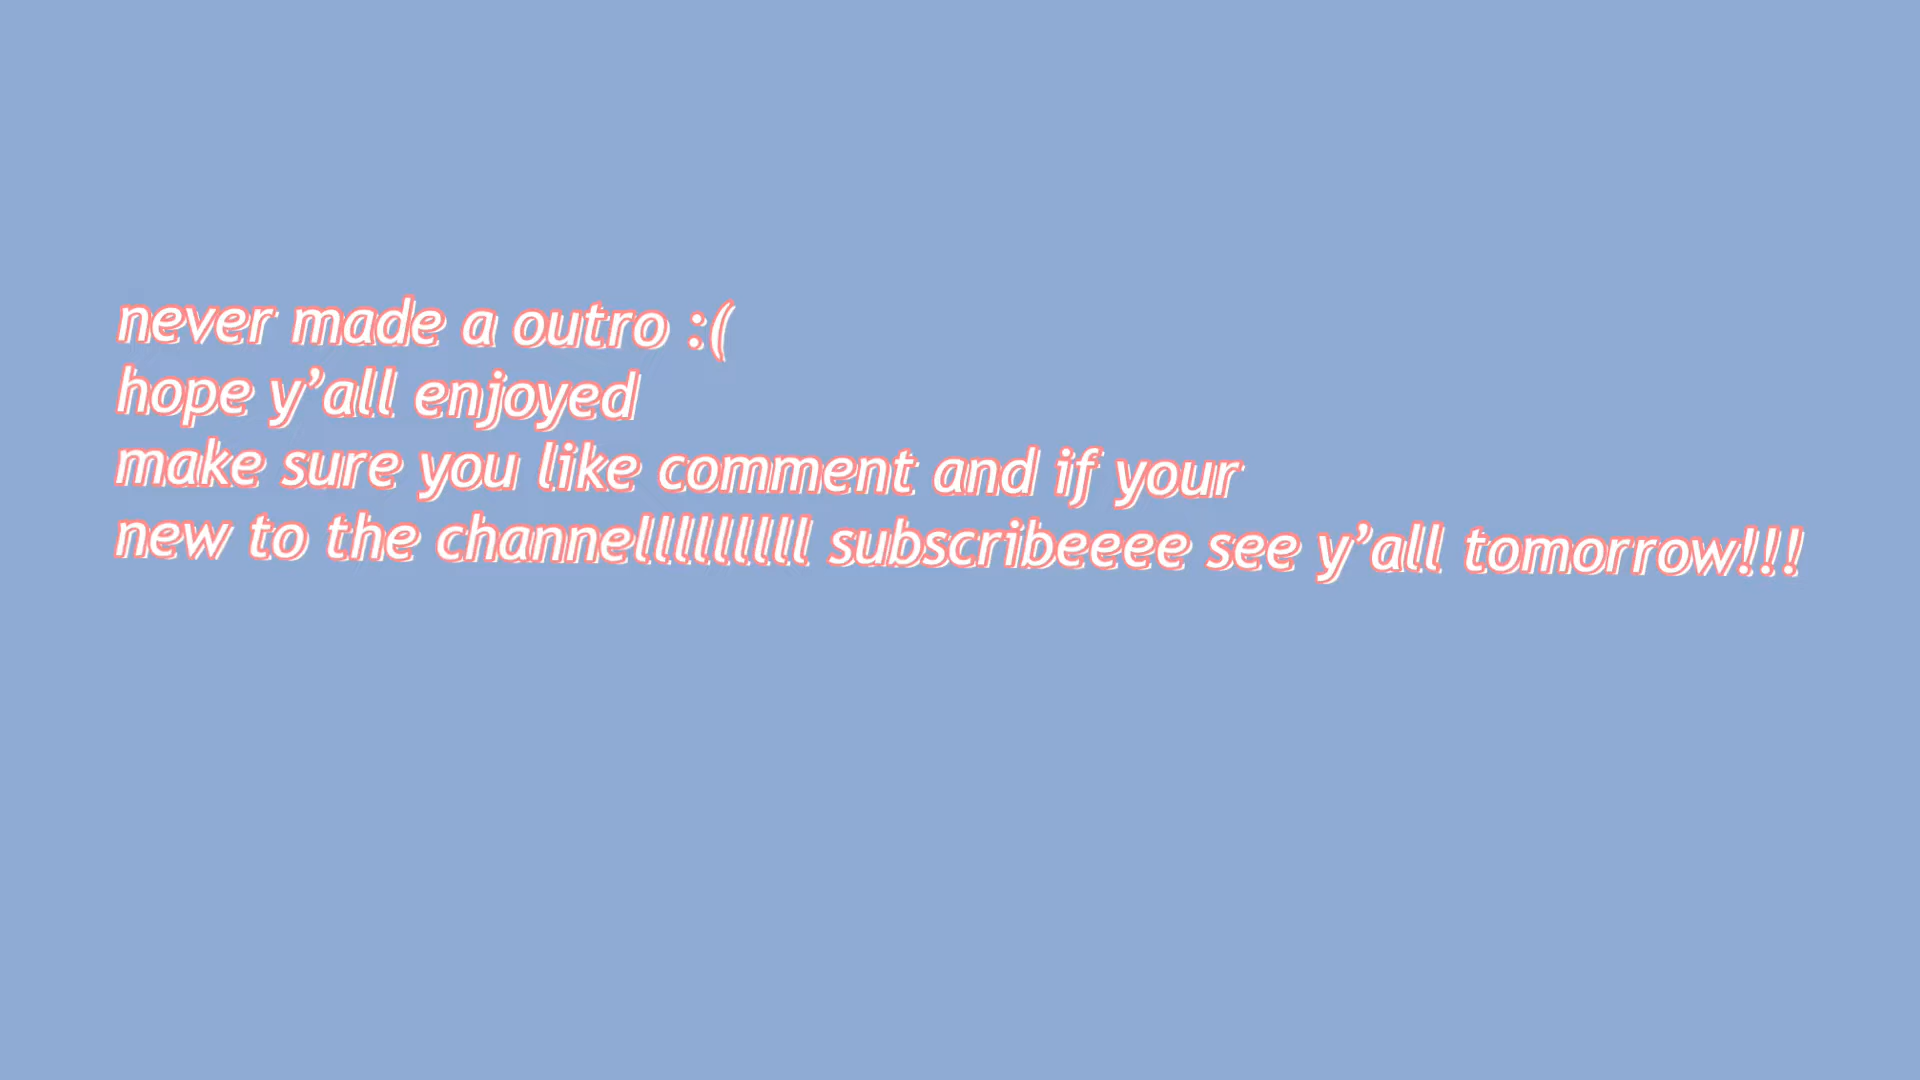 never made a outro :(
hope y’all enjoyed
make sure you like comment and if your
new to the channelllllllll subscribeeee see y’all tomorrow!!!